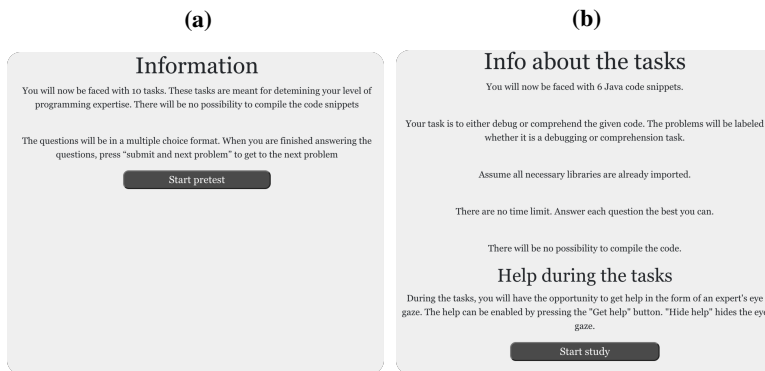 (a)
Information
You will now be faced with 10 tasks. These tasks are meant for detemining your level of
programming expertise. There will be no possibility to compile the code snippets
The questions will be in a multiple choice format. When you are finished answering the
questions, press “submit and next problem” to get to the next problem
Start pretest
(b)
Info about the tasks
You will now be faced with 6 Java code snippets.
Your task is to either debug or comprehend the given code. The problems will be labeled
whether it is a debugging or comprehension task.
Assume all necessary libraries are already imported.
There are no time limit. Answer each question the best you can.
There will be no possibility to compile the code.
Help during the tasks
During the tasks, you will have the opportunity to get help in the form of an expert's eye
gaze. The help can be enabled by pressing the "Get help" button. "Hide help" hides the eye
gaze.
Start study